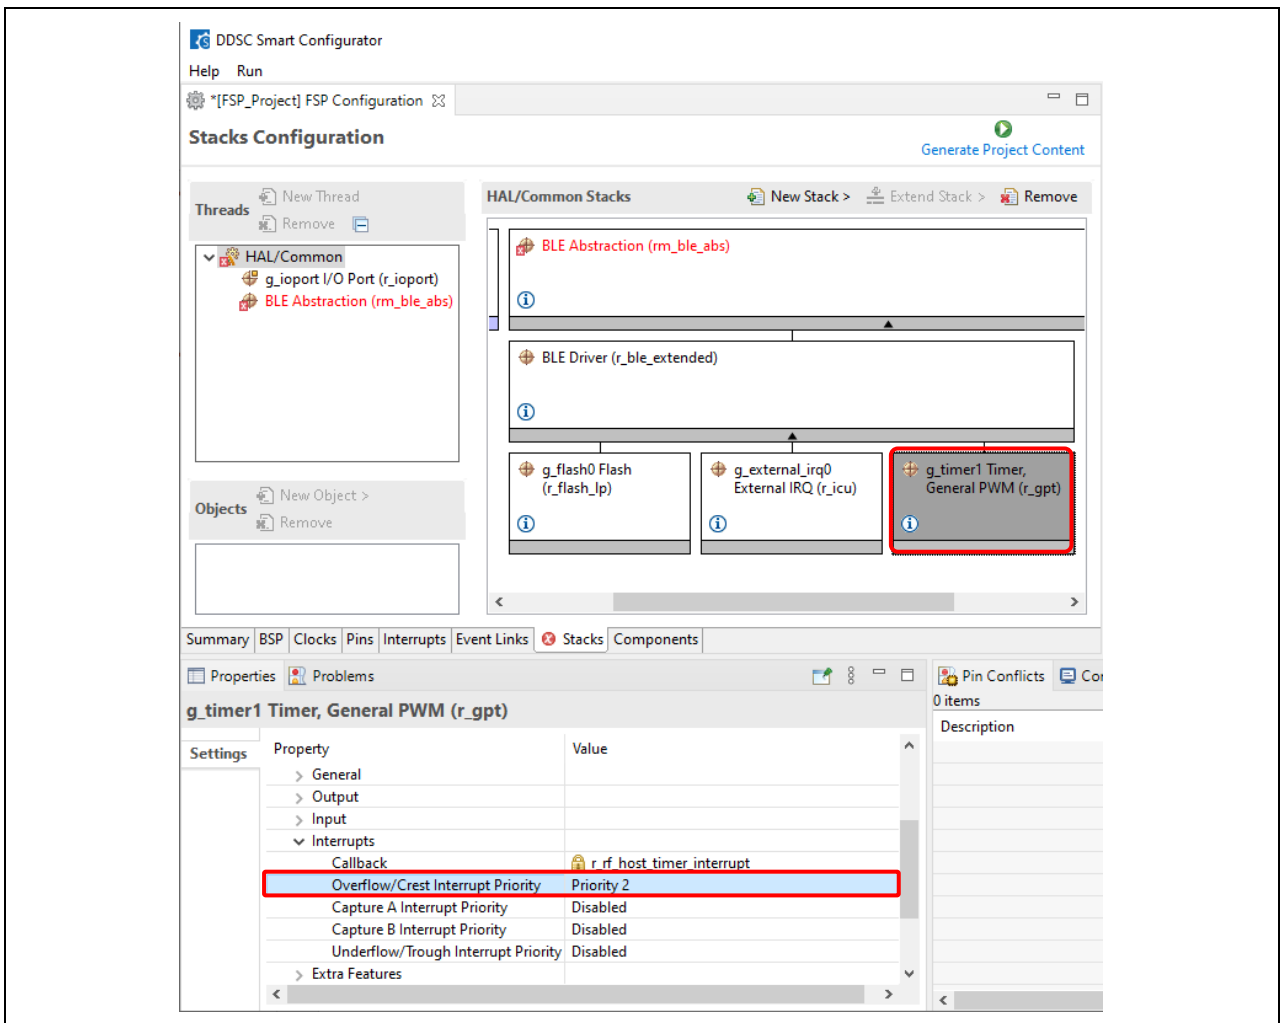 DDSC Smart Configurator
Help Run
*[FSP_Project] FSP Configuration
Stacks Configuration
Generate Project Content
Threads
New Thread
Remove
HAL/Common Stacks
New Stack >
Extend Stack >
Remove
HAL/Common
g_ioport I/O Port (r_ioport)
BLE Abstraction (rm_ble_abs)
BLE Abstraction (rm_ble_abs)
BLE Driver (r_ble_extended)
g_flash0 Flash
(r_flash_lp)
g_external_irq0
External IRQ (r_icu)
g_timer1 Timer,
General PWM (r_gpt)
Objects
New Object >
Remove
Summary BSP Clocks Pins Interrupts Event Links Stacks Components
Properties Problems
g_timer1 Timer, General PWM (r_gpt)
Settings
Property Value
General
Output
Input
Interrupts
Callback r_rf_host_timer_interrupt
Overflow/Crest Interrupt Priority Priority 2
Capture A Interrupt Priority Disabled
Capture B Interrupt Priority Disabled
Underflow/Trough Interrupt Priority Disabled
Extra Features
Pin Conflicts Co
0 items
Description